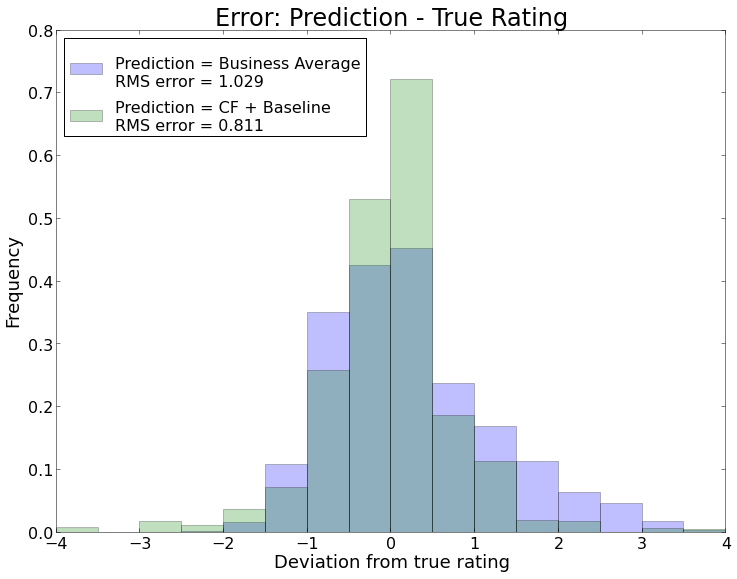 Error: Prediction - True Rating
Prediction = Business Average
RMS error = 1.029
Prediction = CF + Baseline
RMS error = 0.811
Frequency
0.8
0.7
0.6
0.5
0.4
0.3
0.2
0.1
0.0
−4 −3 −2 −1 0 1 2 3 4
Deviation from true rating